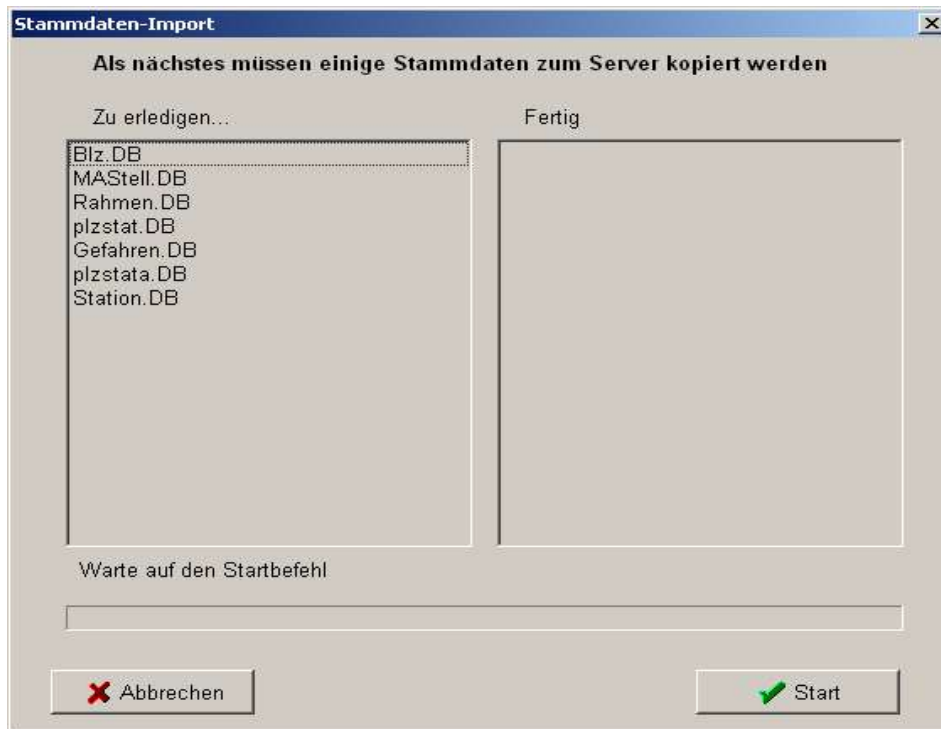 Stammdaten-Import
Als nächstes müssen einige Stammdaten zum Server kopiert werden
Zu erledigen...
Fertig
Blz.DB
MAStell.DB
Rahmen.DB
plzstat.DB
Gefahren.DB
plzstata.DB
Station.DB
Warte auf den Startbefehl
Abbrechen
Start